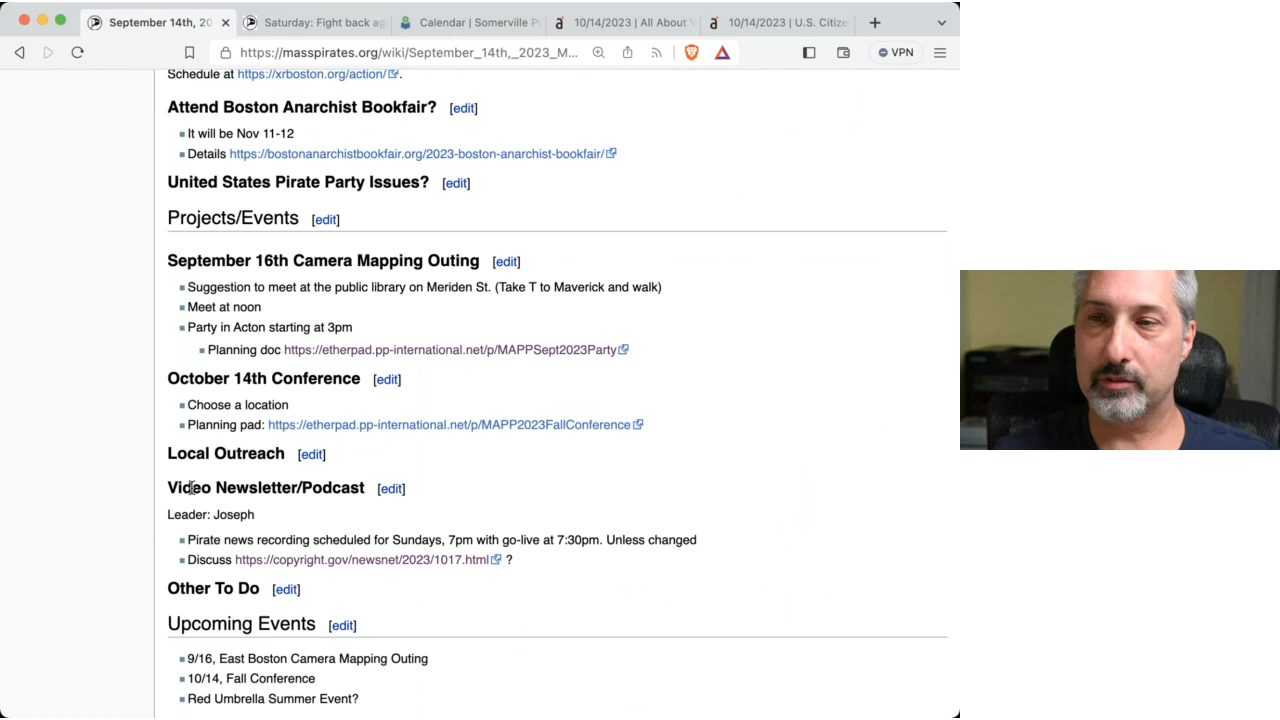 September 14th, 20
Saturday: Fight back ag
Calendar | Somerville P
10/14/2023 | All About
10/14/2023 | U.S. Citize
https://masspirates.org/wiki/September_14th,_2023_M...
VPN
Schedule at https://xrboston.org/action/.
Attend Boston Anarchist Bookfair? [edit]
It will be Nov 11-12
Details https://bostonanarchistbookfair.org/2023-boston-anarchist-bookfair/
United States Pirate Party Issues? [edit]
Projects/Events [edit]
September 16th Camera Mapping Outing [edit]
Suggestion to meet at the public library on Meriden St. (Take T to Maverick and walk)
Meet at noon
Party in Acton starting at 3pm
Planning doc https://etherpad.pp-international.net/p/MAPPSept2023Party
October 14th Conference [edit]
Choose a location
Planning pad: https://etherpad.pp-international.net/p/MAPP2023FallConference
Local Outreach [edit]
Video Newsletter/Podcast [edit]
Leader: Joseph
Pirate news recording scheduled for Sundays, 7pm with go-live at 7:30pm. Unless changed
Discuss https://copyright.gov/newsnet/2023/1017.html ?
Other To Do [edit]
Upcoming Events [edit]
9/16, East Boston Camera Mapping Outing
10/14, Fall Conference
Red Umbrella Summer Event?